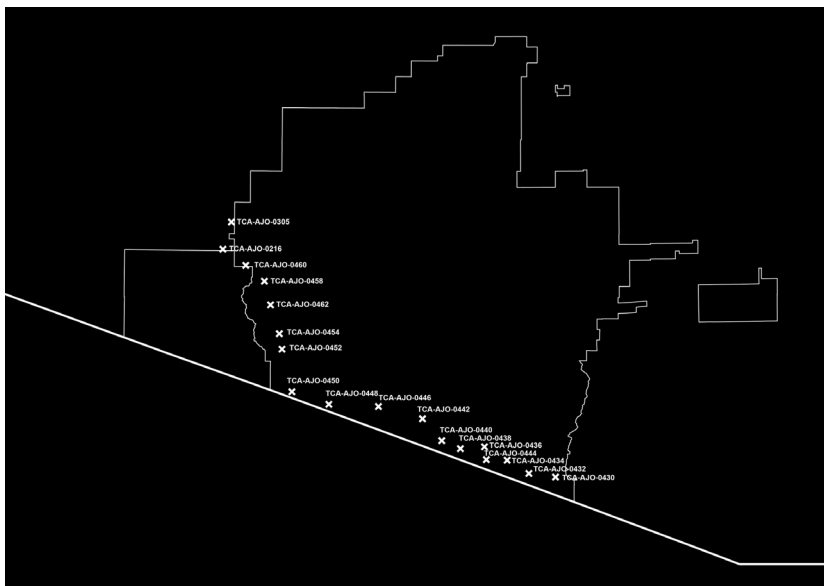 TCA-AJO-0305
TCA-AJO-0216
TCA-AJO-0460
TCA-AJO-0458
TCA-AJO-0462
TCA-AJO-0454
TCA-AJO-0452
TCA-AJO-0450
TCA-AJO-0448
TCA-AJO-0446
TCA-AJO-0442
TCA-AJO-0440
TCA-AJO-0438
TCA-AJO-0436
TCA-AJO-0444
TCA-AJO-0434
TCA-AJO-0432
TCA-AJO-0430